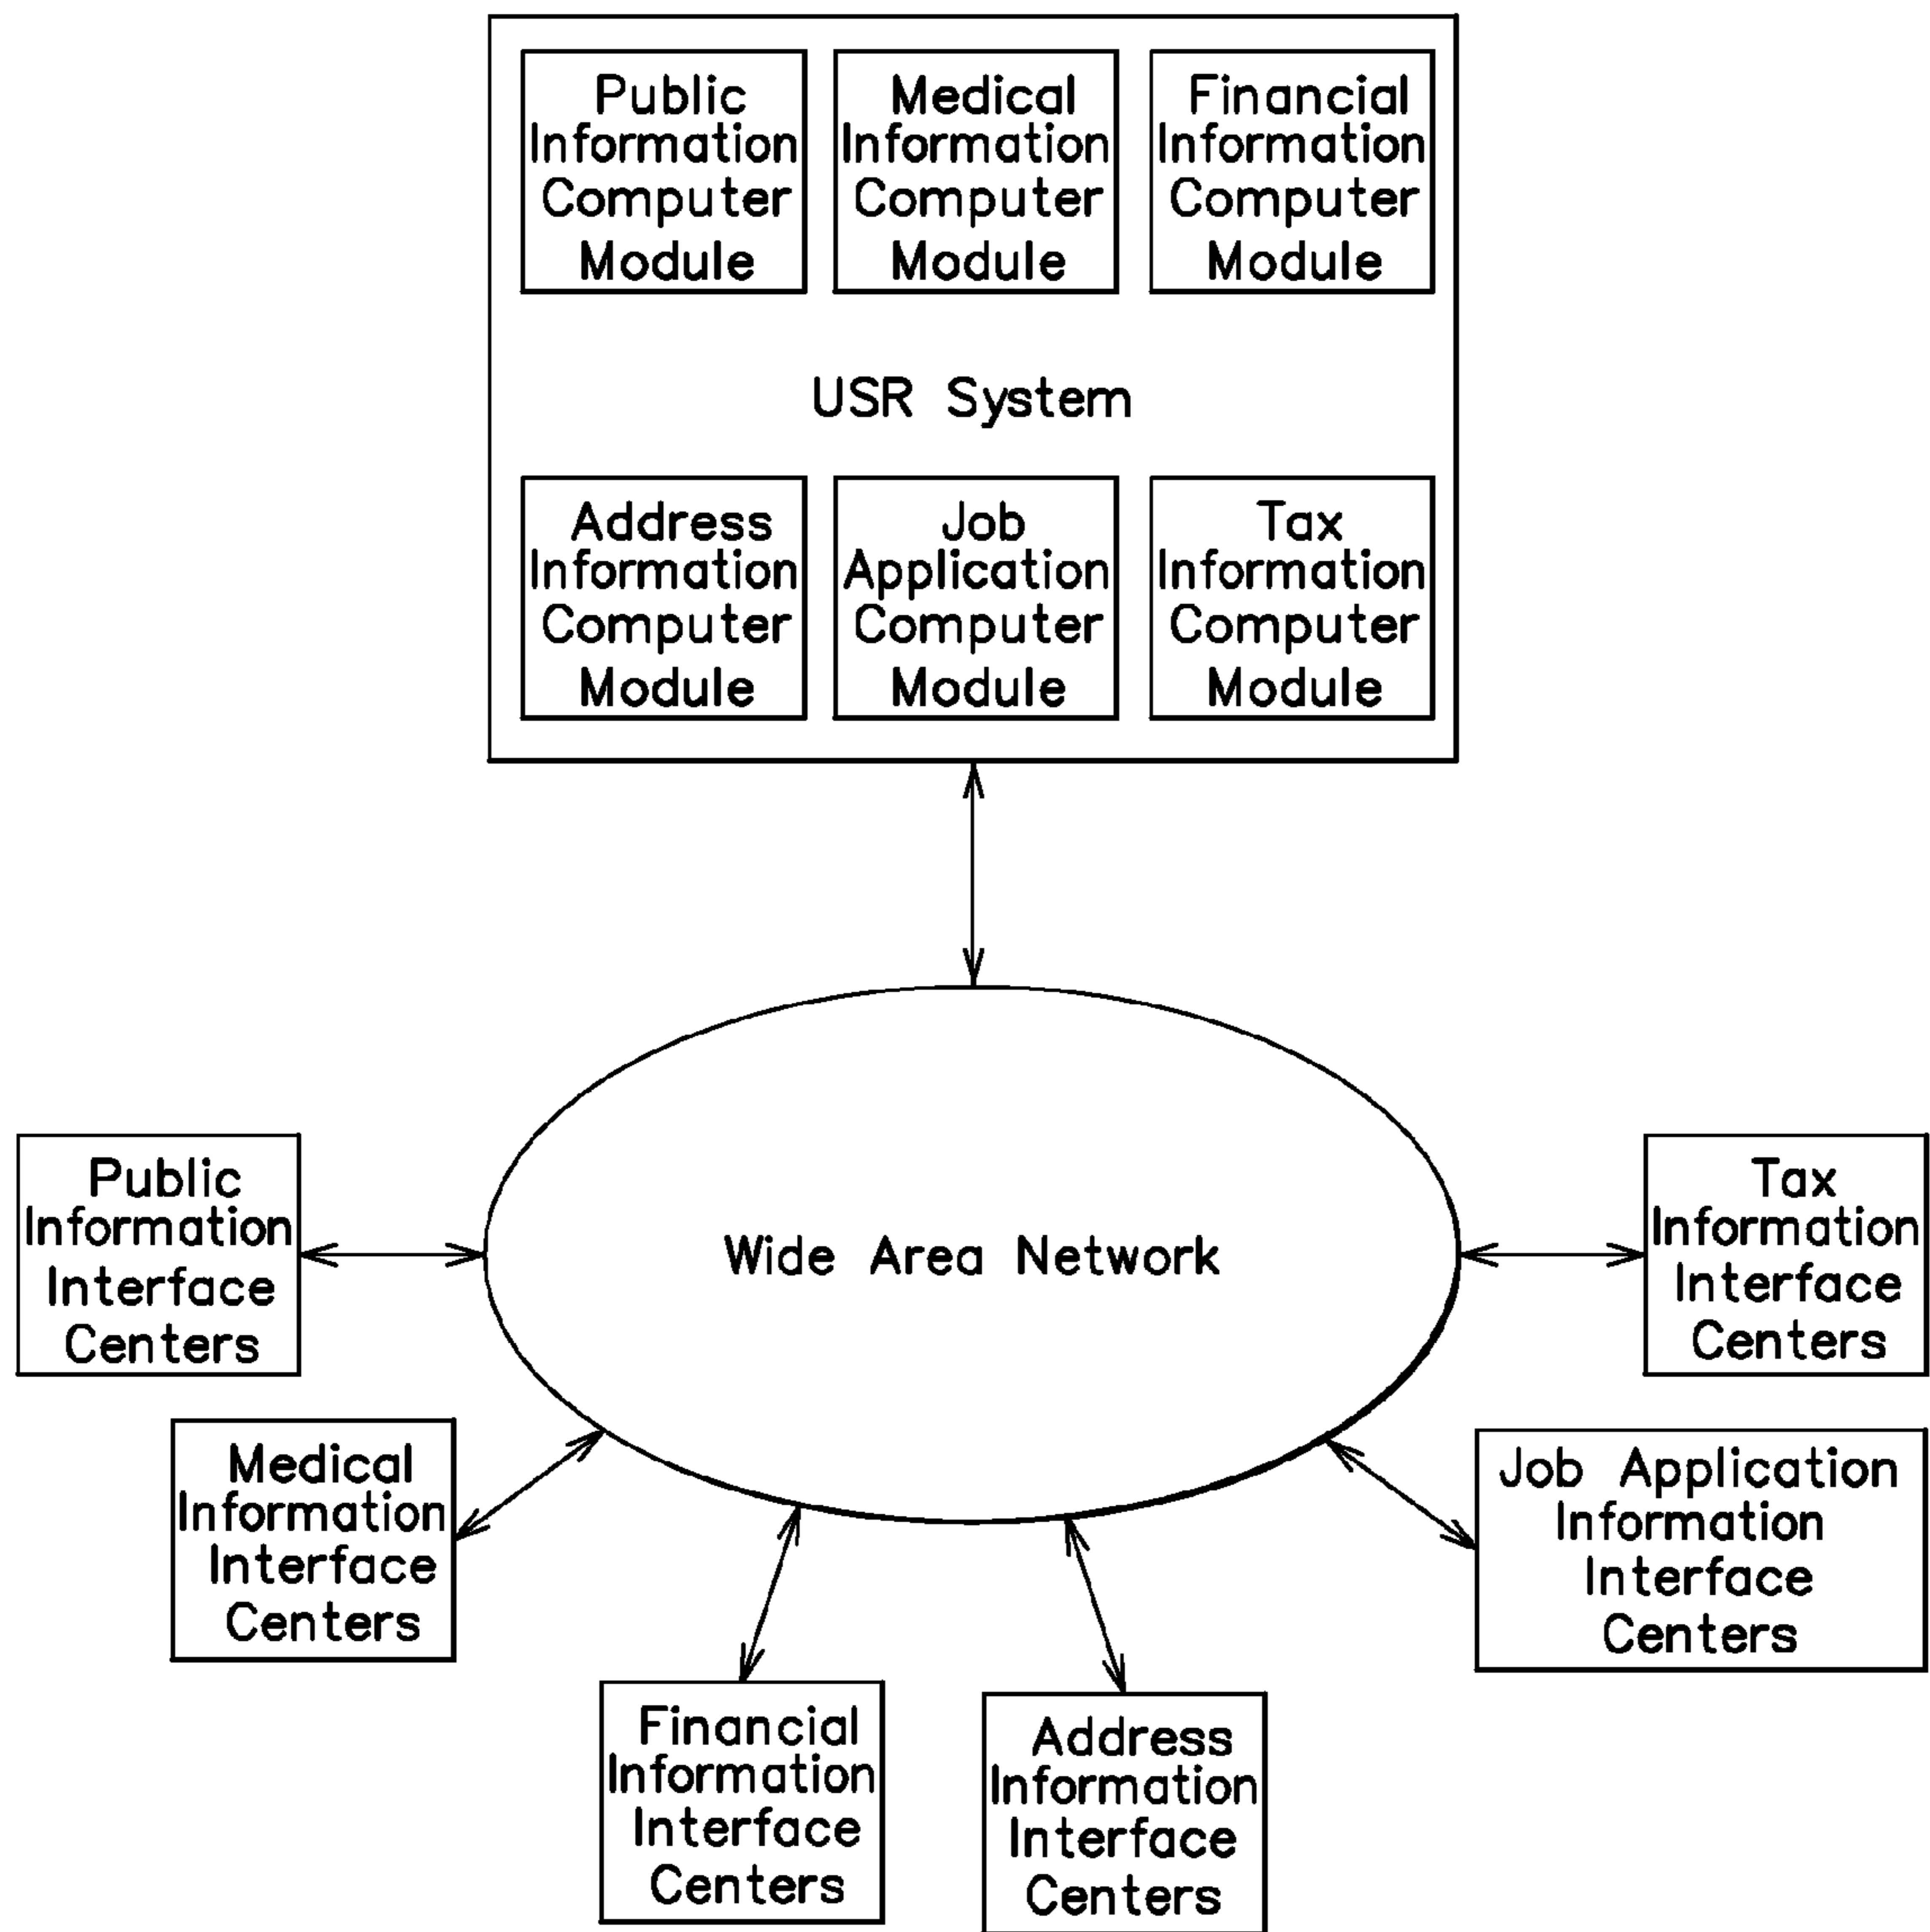 Public
Information
Computer
Module
Medical
Information
Computer
Module
Financial
Information
Computer
Module
USR System
Address
Information
Computer
Module
Job
Application
Computer
Module
Tax
Information
Computer
Module
Wide Area Network
Public
Information
Interface
Centers
Tax
Information
Interface
Centers
Medical
Information
Interface
Centers
Job Application
Information
Interface
Centers
Financial
Information
Interface
Centers
Address
Information
Interface
Centers